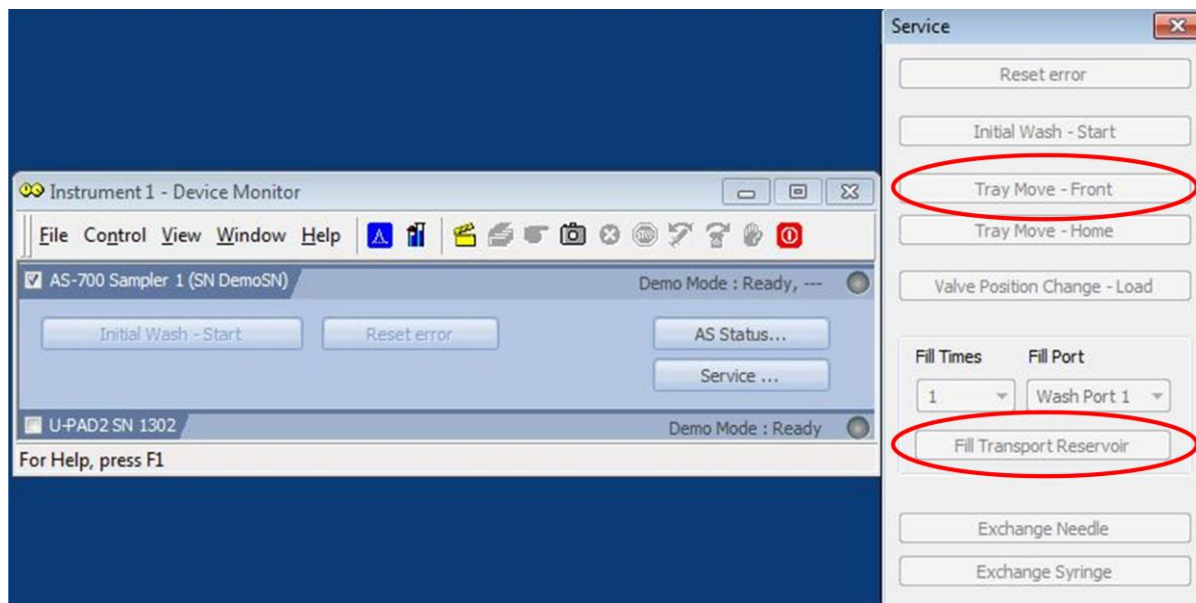 Service
Reset error
Initial Wash - Start
Tray Move - Front
Tray Move - Home
Valve Position Change - Load
Fill Times Fill Port
1 Wash Port 1
Fill Transport Reservoir
Exchange Needle
Exchange Syringe
Instrument 1 - Device Monitor
File Control View Window Help
STOP
AS-700 Sampler 1 (SN DemoSN) Demo Mode : Ready, ---
Initial Wash - Start Reset error AS Status...
Service ...
U-PAD2 SN 1302 Demo Mode : Ready
For Help, press F1